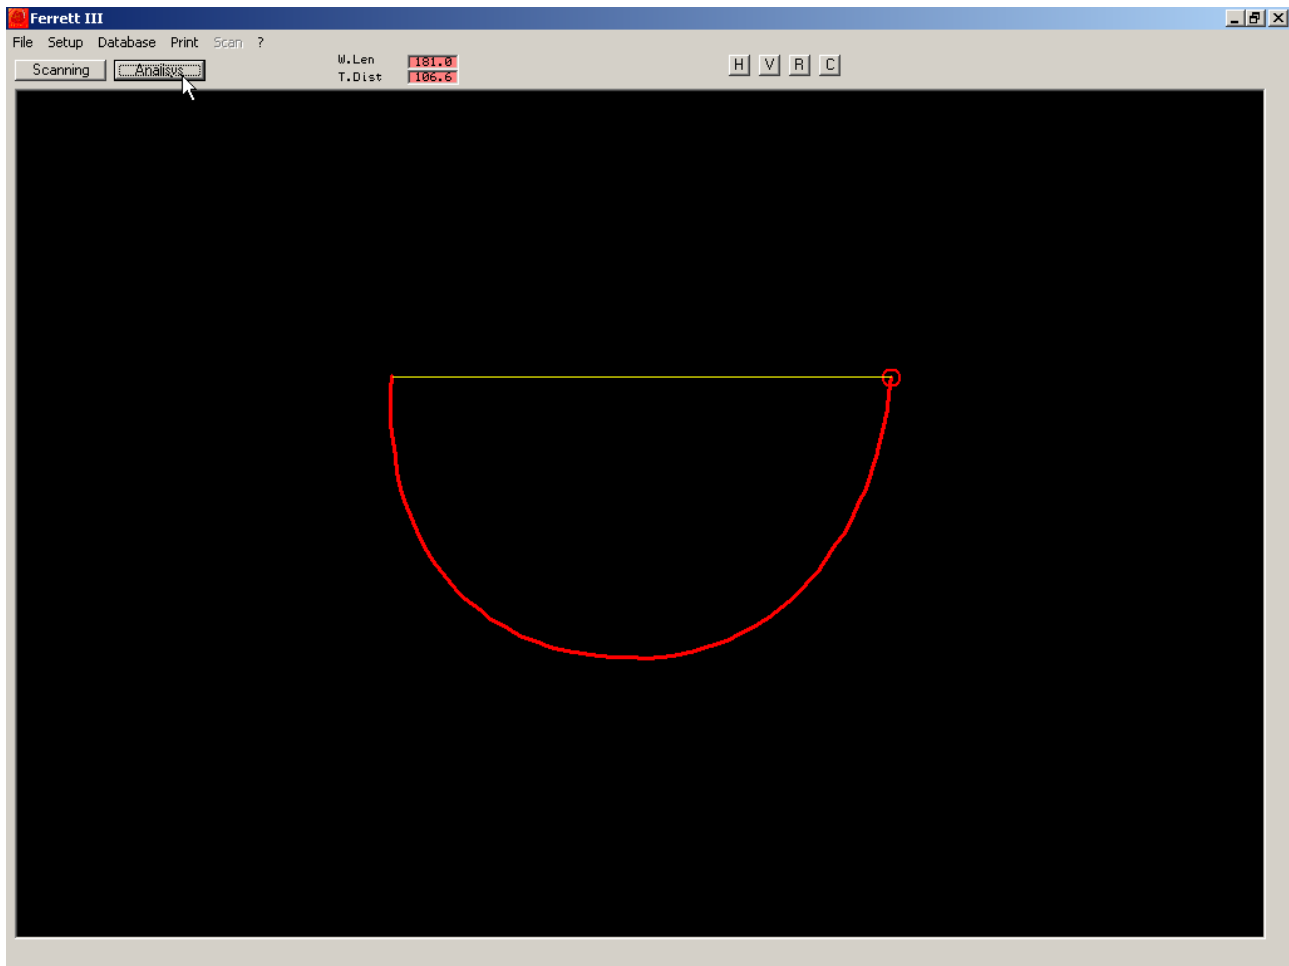 Ferrett III
File Setup Database Print Scan ?
Scanning Analisys W.Len 181.0 H V R C
T.Dist 106.6